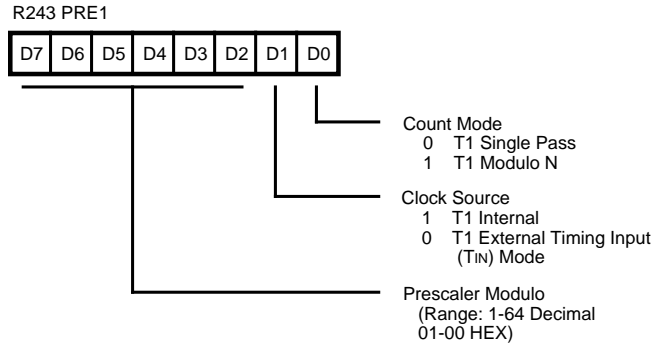 R243 PRE1
D7 D6 D5 D4 D3 D2 D1 D0
Count Mode
0 T1 Single Pass
1 T1 Modulo N
Clock Source
1 T1 Internal
0 T1 External Timing Input
(TIN) Mode
Prescaler Modulo
(Range: 1-64 Decimal
01-00 HEX)